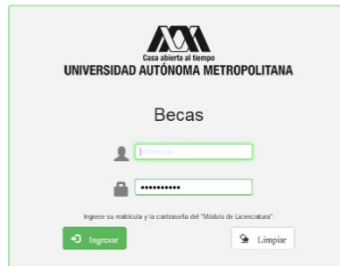 Casa abierta al tiempo
UNIVERSIDAD AUTÓNOMA METROPOLITANA
Becas
••••••••••
Ingrese su matrícula y la contraseña del "Módulo de Licenciatura".
Ingresar
Limpiar